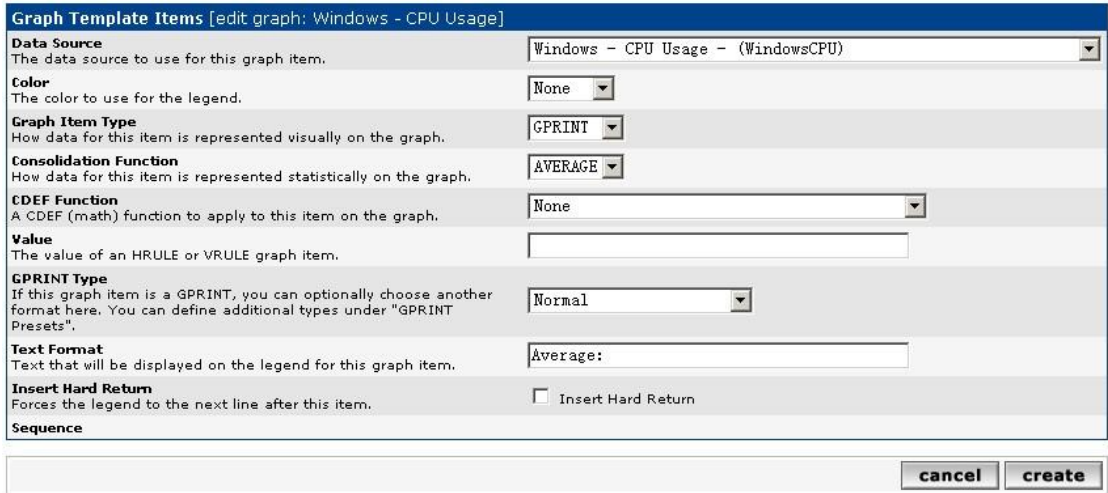 Graph Template Items [edit graph: Windows - CPU Usage]
Data Source
The data source to use for this graph item.
Windows - CPU Usage - (WindowsCPU)
Color
The color to use for the legend.
None
Graph Item Type
How data for this item is represented visually on the graph.
GPRINT
Consolidation Function
How data for this item is represented statistically on the graph.
AVERAGE
CDEF Function
A CDEF (math) function to apply to this item on the graph.
None
Value
The value of an HRULE or VRULE graph item.
GPRINT Type
If this graph item is a GPRINT, you can optionally choose another
format here. You can define additional types under "GPRINT
Presets".
Normal
Text Format
Text that will be displayed on the legend for this graph item.
Average:
Insert Hard Return
Forces the legend to the next line after this item.
Insert Hard Return
Sequence
cancel create